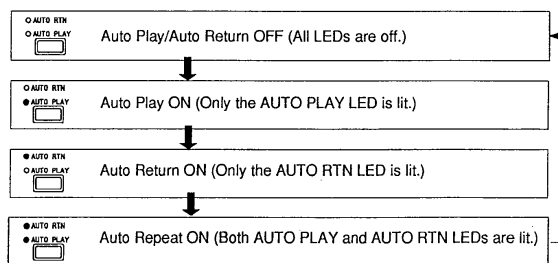 AUTO RTN
AUTO PLAY
Auto Play/Auto Return OFF (All LEDs are off.)
AUTO RTN
AUTO PLAY
Auto Play ON (Only the AUTO PLAY LED is lit.)
AUTO RTN
AUTO PLAY
Auto Return ON (Only the AUTO RTN LED is lit.)
AUTO RTN
AUTO PLAY
Auto Repeat ON (Both AUTO PLAY and AUTO RTN LEDs are lit.)